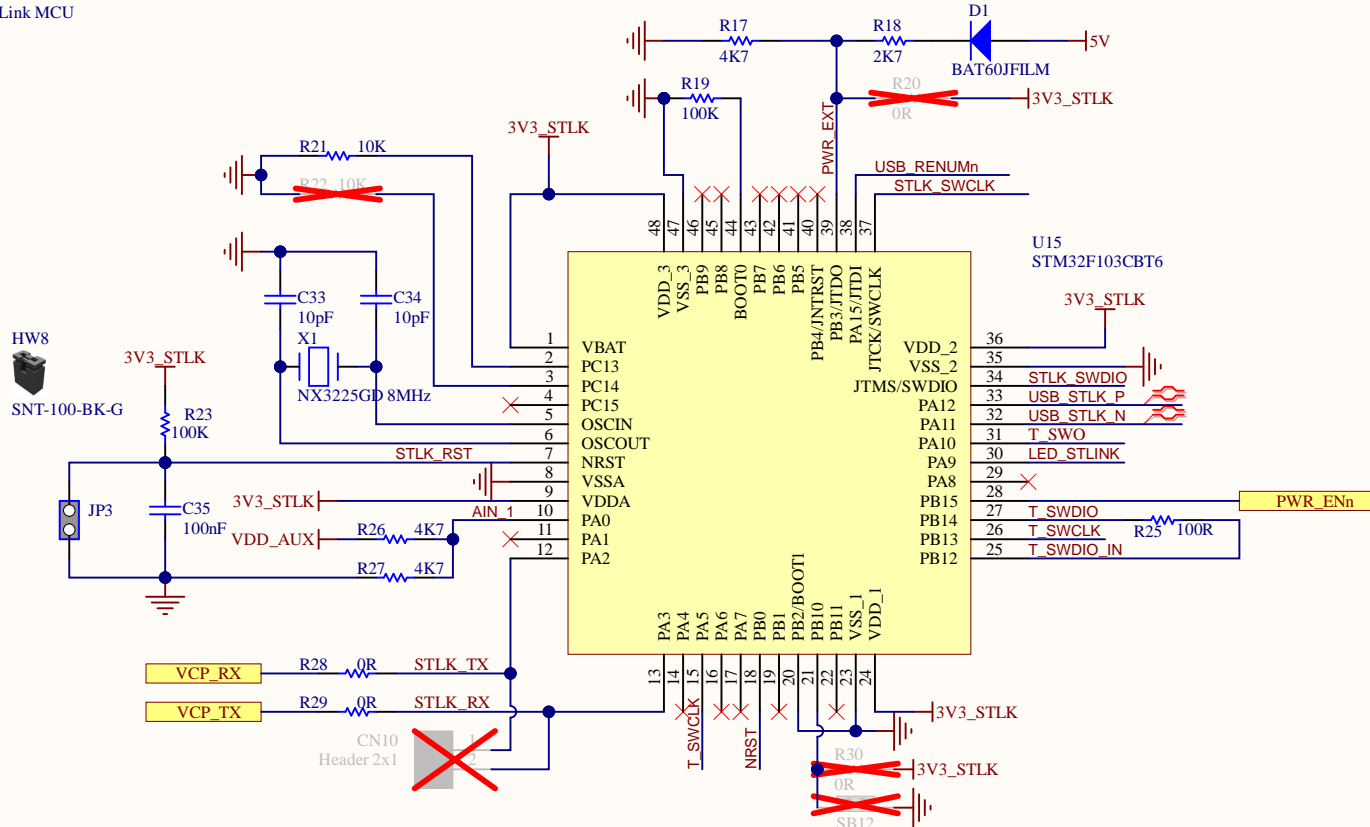 Link MCU
D1
R17
4K7
R18
2K7
5V
BAT60JFILM
R19
100K
R20
0R
3V3_STLK
PWR_EXT
3V3_STLK
R21
10K
R22
10K
USB_RENUMn
STLK_SWCLK
48
47
46
45
44
43
42
41
40
39
38
37
VDD_3
VSS_3
PB9
PB8
BOOT0
PB7
PB6
PB5
PB4/JNTRST
PB3/JTDO
PA15/JTDI
JTCK/SWCLK
U15
STM32F103CBT6
3V3_STLK
C33
10pF
C34
10pF
X1
NX3225GD 8MHz
HW8
SNT-100-BK-G
3V3_STLK
R23
100K
STLK_RST
JP3
C35
100nF
3V3_STLK
AIN_1
VDD_AUX
R26
4K7
R27
4K7
1 VBAT
2 PC13
3 PC14
4 PC15
5 OSCIN
6 OSCOUT
7 NRST
8 VSSA
9 VDDA
10 PA0
11 PA1
12 PA2
VDD_2 36
VSS_2 35
JTMS/SWDIO 34 STLK_SWDIO
PA12 33 USB_STLK_P
PA11 32 USB_STLK_N
PA10 31 T_SWO
PA9 30 LED_STLINK
PA8 29
PB15 28 PWR_ENn
PB14 27 T_SWDIO
PB13 26 T_SWCLK
PB12 25 T_SWDIO_IN
R25
100R
PA3
PA4
PA5
PA6
PA7
PB0
PB1
PB2/BOOT1
PB10
PB11
VSS_1
VDD_1
13
14
15
16
17
18
19
20
21
22
23
24
VCP_RX
R28
0R
STLK_TX
VCP_TX
R29
0R
STLK_RX
T_SWCLK
NRST
3V3_STLK
CN10
Header 2x1
1
2
R30
0R
3V3_STLK
SB12